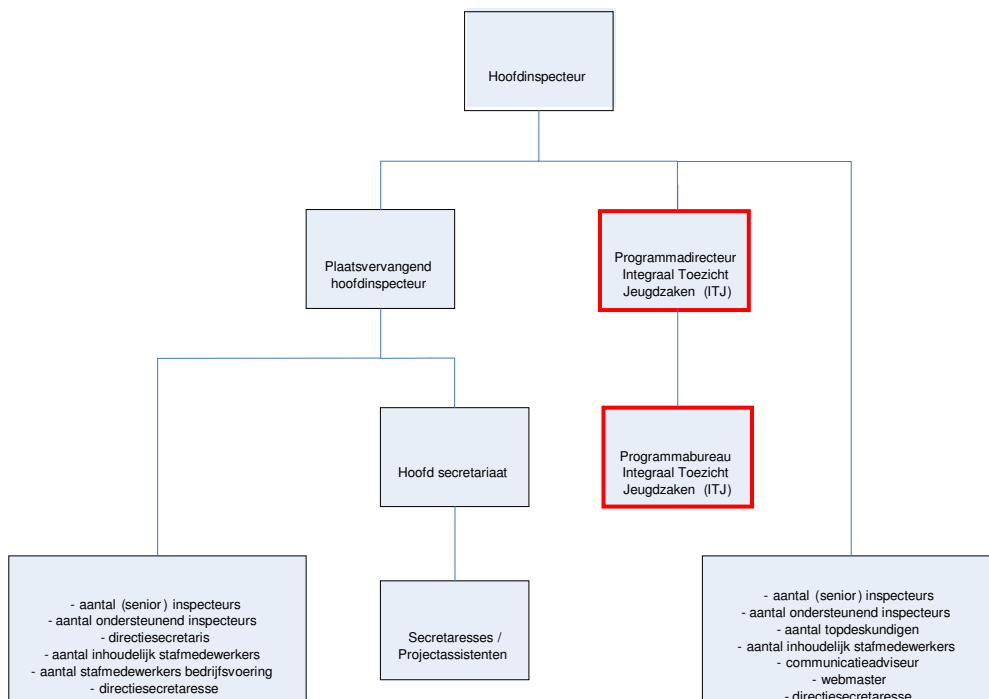 Hoofdinspecteur
Plaatsvervangend
hoofdinspecteur
Programmadirecteur
Integraal Toezicht
Jeugdzaken (ITJ)
Hoofd secretariaat
Programmabureau
Integraal Toezicht
Jeugdzaken (ITJ)
- aantal (senior) inspecteurs
- aantal ondersteunend inspecteurs
- directiesecretaris
- aantal inhoudelijk stafmedewerkers
- aantal stafmedewerkers bedrijfsvoering
- directiesecretaresse
Secretaresses /
Projectassistenten
- aantal (senior) inspecteurs
- aantal ondersteunend inspecteurs
- aantal topdeskundigen
- aantal inhoudelijk stafmedewerkers
- communicatieadviseur
- webmaster
- directiesecretaresse